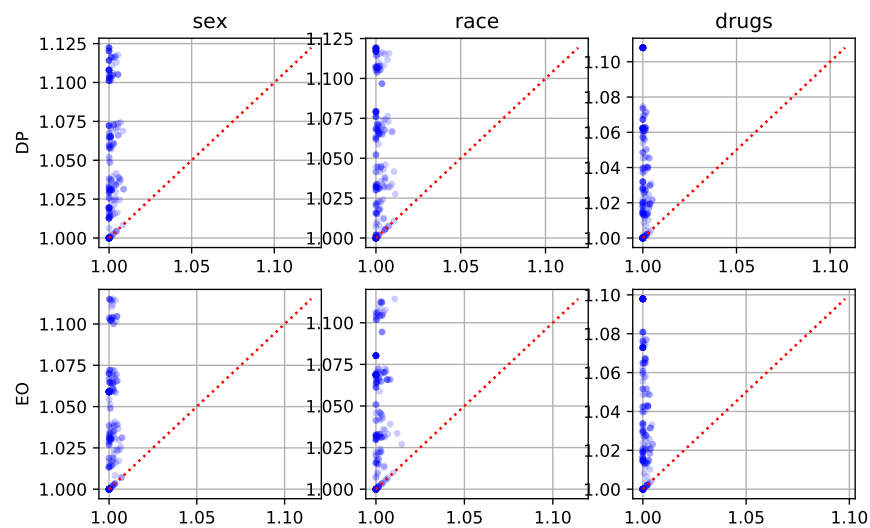 sex race drugs
1.125 1.125
1.100 1.100 1.10
1.075 1.075 1.08
DP 1.050 1.050 1.06
1.04
1.025 1.025 1.02
1.000 1.000 1.00
1.00 1.05 1.10 1.00 1.05 1.10 1.00 1.05 1.10
1.10
1.100 1.100 1.08
1.075 1.075 1.06
EO 1.050 1.050 1.04
1.025 1.025 1.02
1.000 1.000 1.00
1.00 1.05 1.10 1.00 1.05 1.10 1.00 1.05 1.10